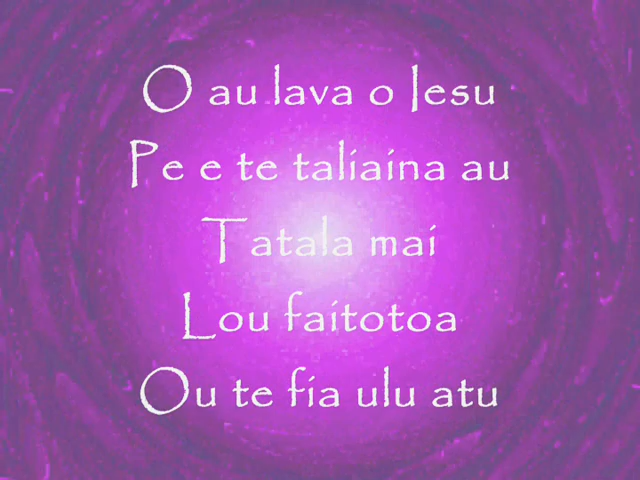 O au lava o Iesu
Pe e te taliaina au
Tatala mai
Lou faitotoa
Ou te fia ulu atu